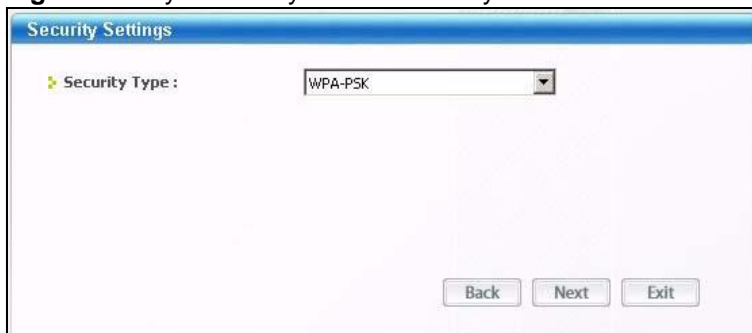 Security Settings
Security Type :
WPA-PSK
Back
Next
Exit